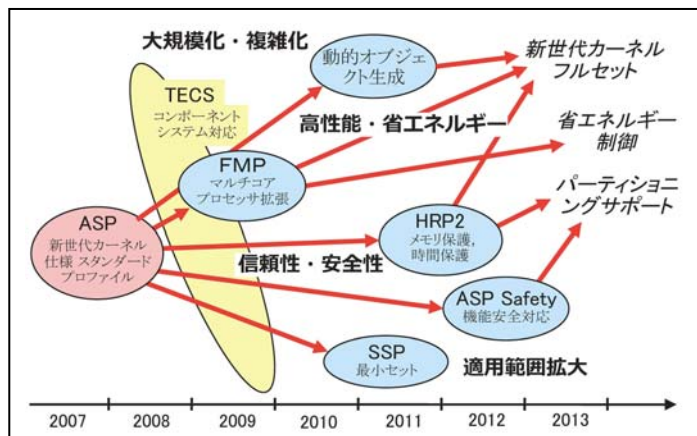 大規模化・複雑化
動的オブジェ
クト生成
新世代カーネル
フルセット
TECS
コンポーネント
システム対応
高性能・省エネルギー
省エネルギー
制御
FMP
マルチコア
プロセッサ拡張
パーティショニ
ングサポート
ASP
新世代カーネル
仕様 スタンダード
プロファイル
HRP2
メモリ保護,
時間保護
信頼性・安全性
ASP Safety
機能安全対応
SSP
最小セット
適用範囲拡大
2007 2008 2009 2010 2011 2012 2013